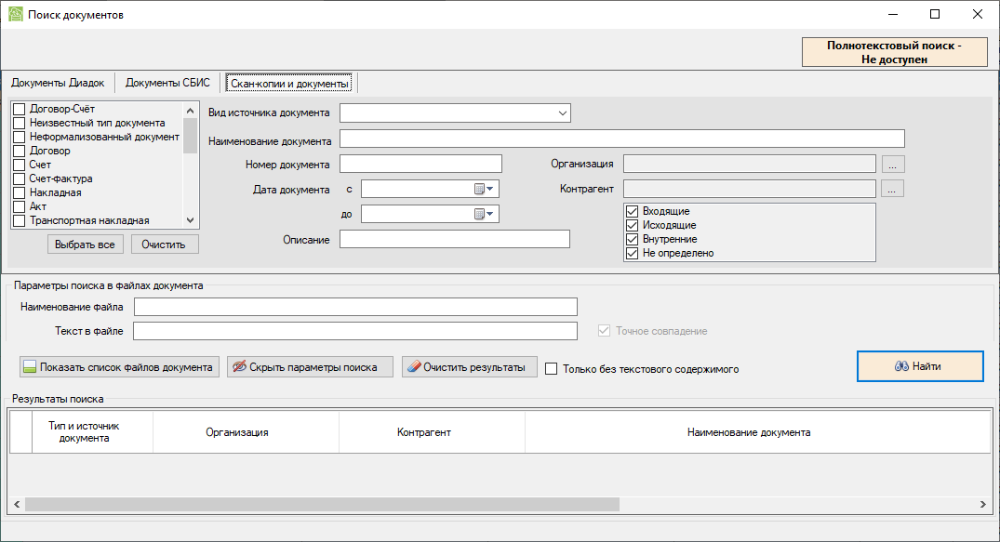 Поиск документов
Полнотекстовый поиск -
Не доступен
Документы Диадок
Документы СБИС
Скан-копии и документы
Договор-Счёт
Неизвестный тип документа
Неформализованный документ
Договор
Счет
Счет-фактура
Накладная
Акт
Транспортная накладная
Выбрать все
Очистить
Вид источника документа
Наименование документа
Номер документа
Организация
...
Дата документа с
Контрагент
...
до
Описание
Входящие
Исходящие
Внутренние
Не определено
Параметры поиска в файлах документа
Наименование файла
Текст в файле
Точное совпадение
Показать список файлов документа
Скрыть параметры поиска
Очистить результаты
Только без текстового содержимого
Найти
Результаты поиска
Тип и источник
документа
Организация
Контрагент
Наименование документа